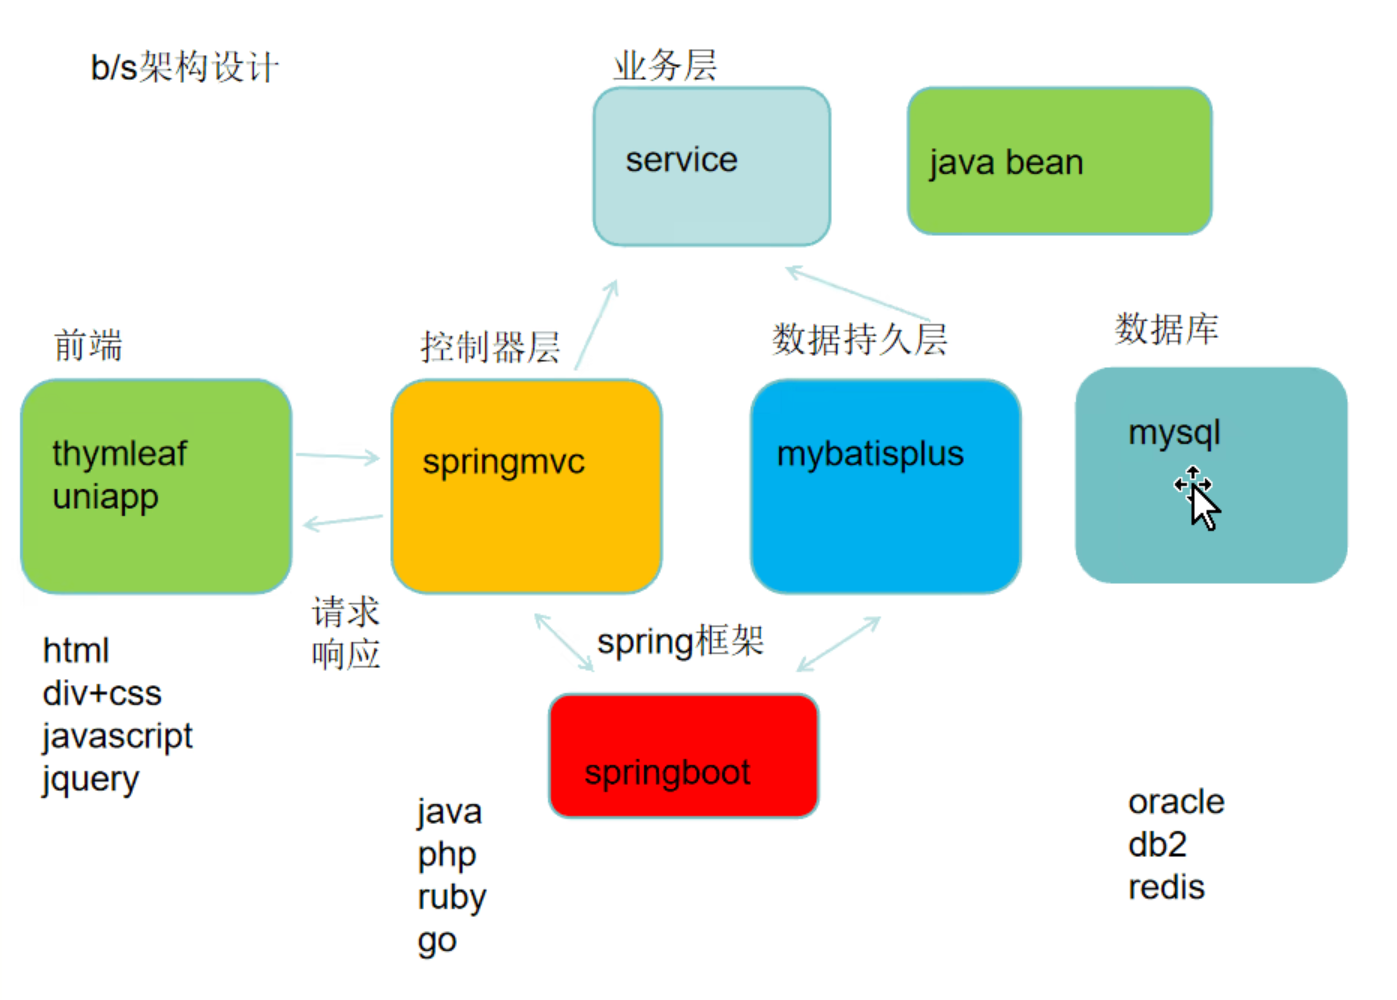 b/s架构设计
业务层
service
java bean
前端
控制器层
数据持久层
数据库
thymleaf
uniapp
springmvc
mybatisplus
mysql
请求
响应
spring框架
html
div+css
javascript
jquery
springboot
java
php
ruby
go
oracle
db2
redis